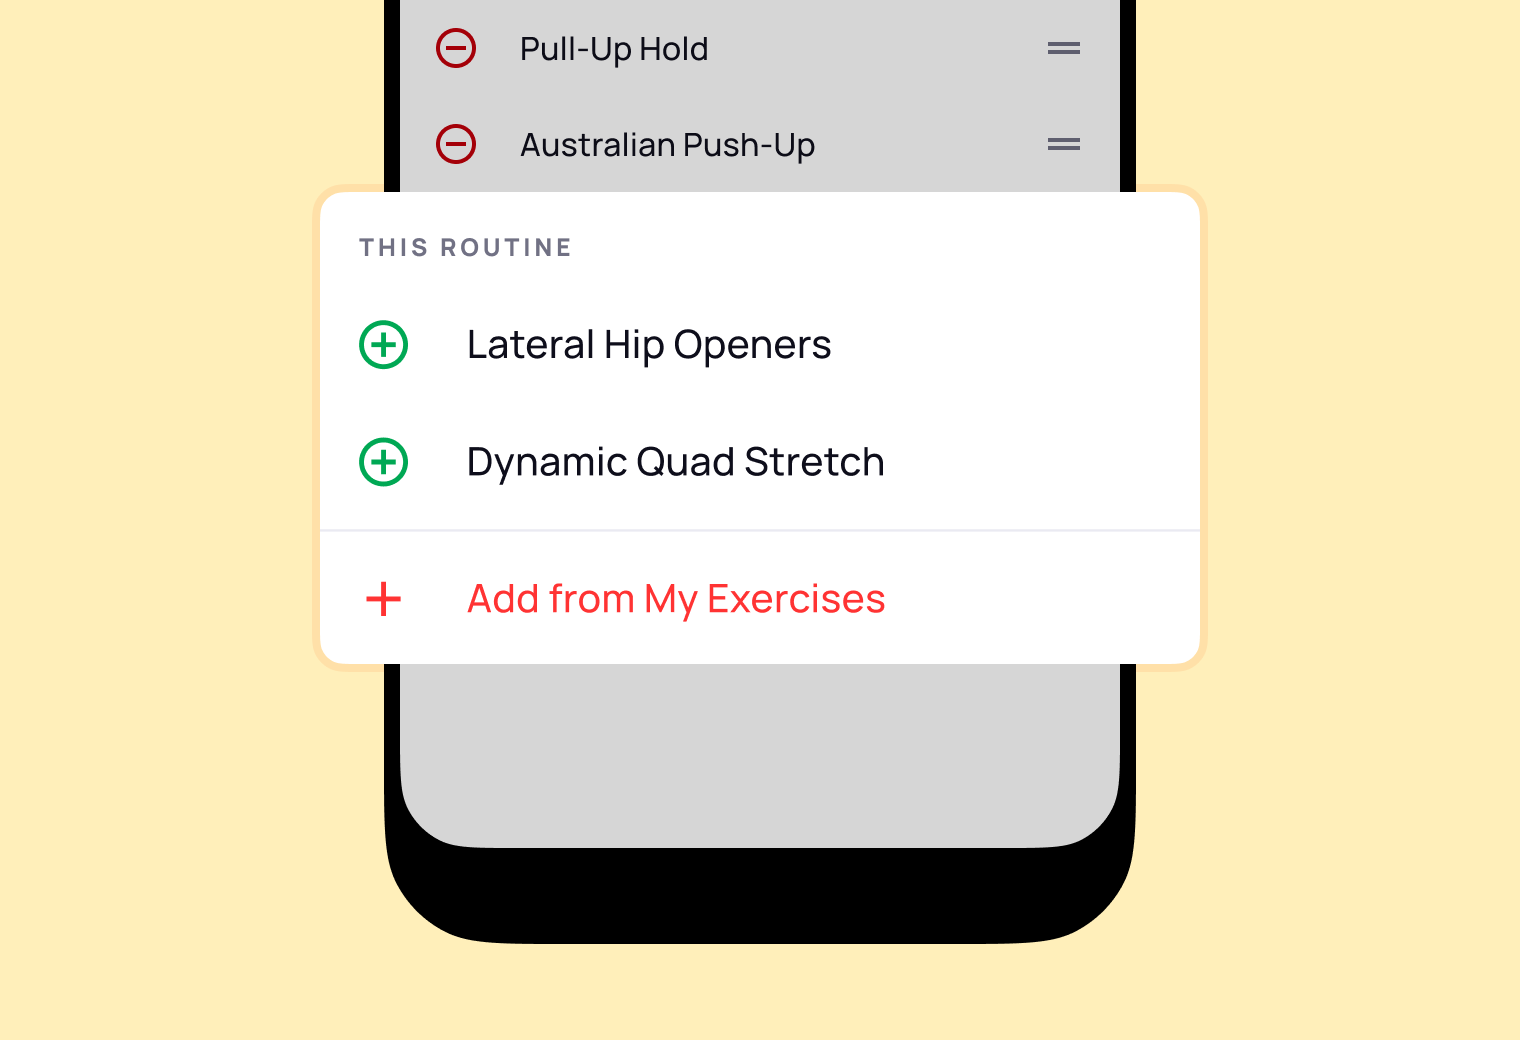 Pull-Up Hold
Australian Push-Up
THIS ROUTINE
Lateral Hip Openers
Dynamic Quad Stretch
Add from My Exercises